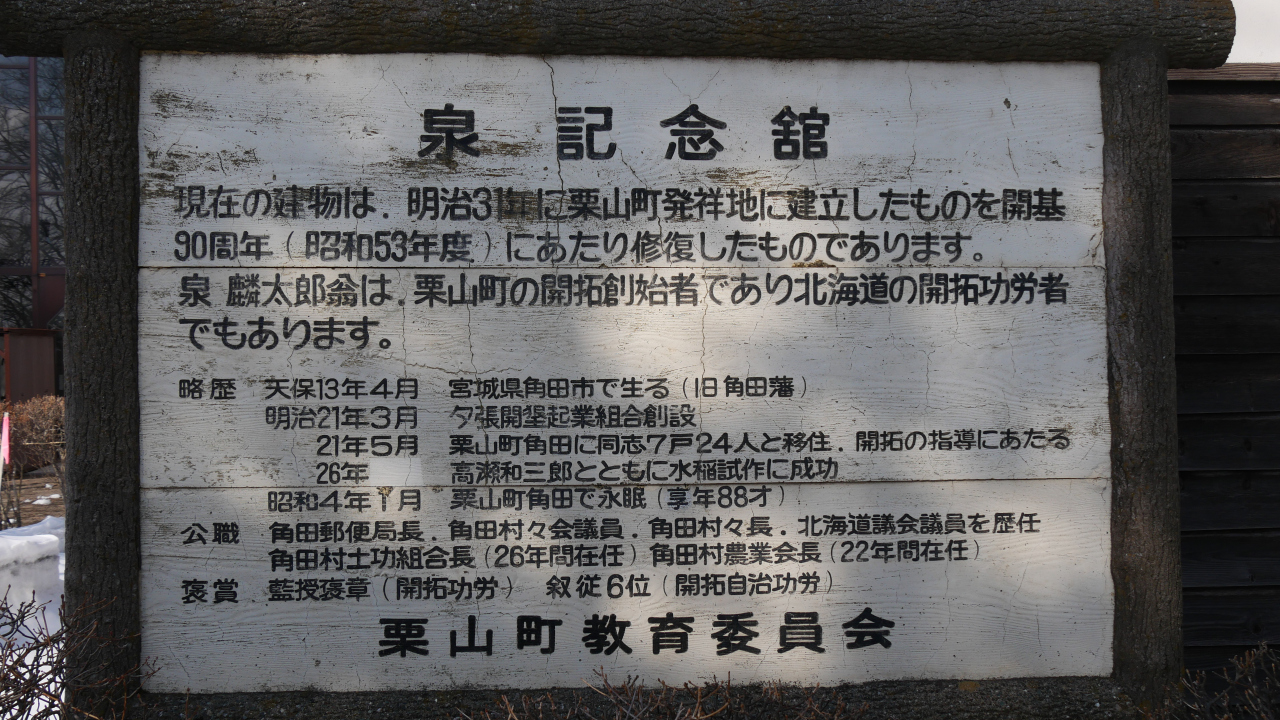 泉記念舘
現在の建物は．明治31年に栗山町発祥地に建立したものを開基
90周年（昭和53年度）にあたり修復したものであります。
泉 麟太郎翁は．栗山町の開拓創始者であり北海道の開拓功労者
でもあります。
略歴 天保13年4月 宮城県角田市で生る（旧角田藩）
明治21年3月 夕張開墾起業組合創設
21年5月 栗山町角田に同志7戸24人と移住．開拓の指導にあたる
26年 高瀬和三郎とともに水稲試作に成功
昭和4年1月 栗山町角田で永眠（享年88才）
公職 角田郵便局長．角田村々会議員．角田村々長．北海道議会議員を歴任
角田村土功組合長（26年間在任）角田村農業会長（22年間在任）
褒賞 藍授褒章（開拓功労） 叙従6位（開拓自治功労）
栗山町教育委員会